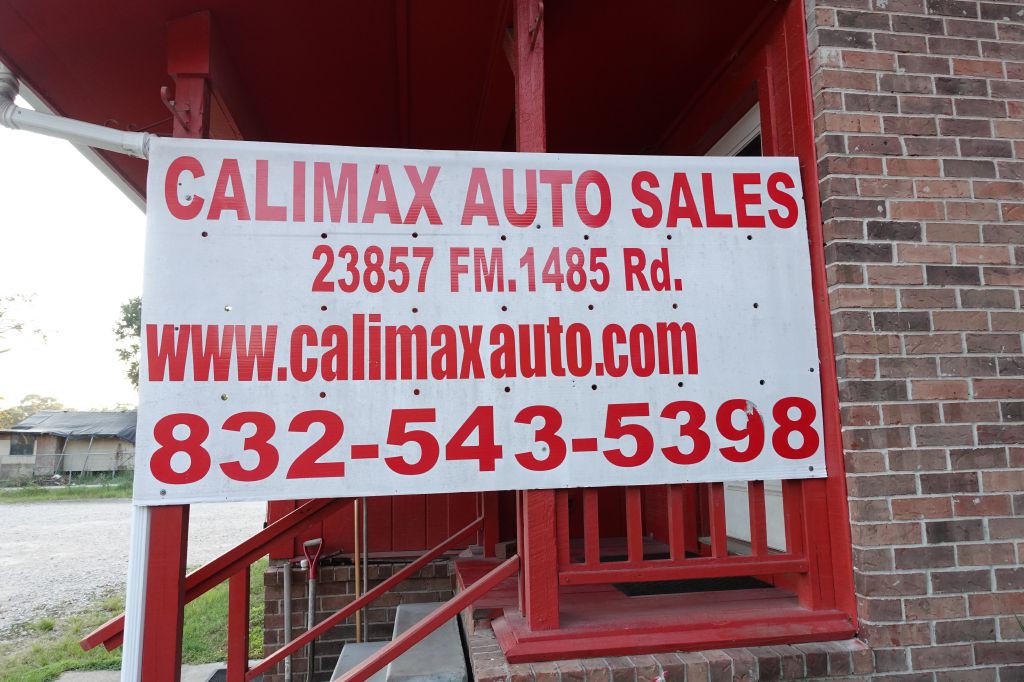 CALIMAX AUTO SALES
23857 FM.1485 Rd.
www.calimaxauto.com
832-543-5398